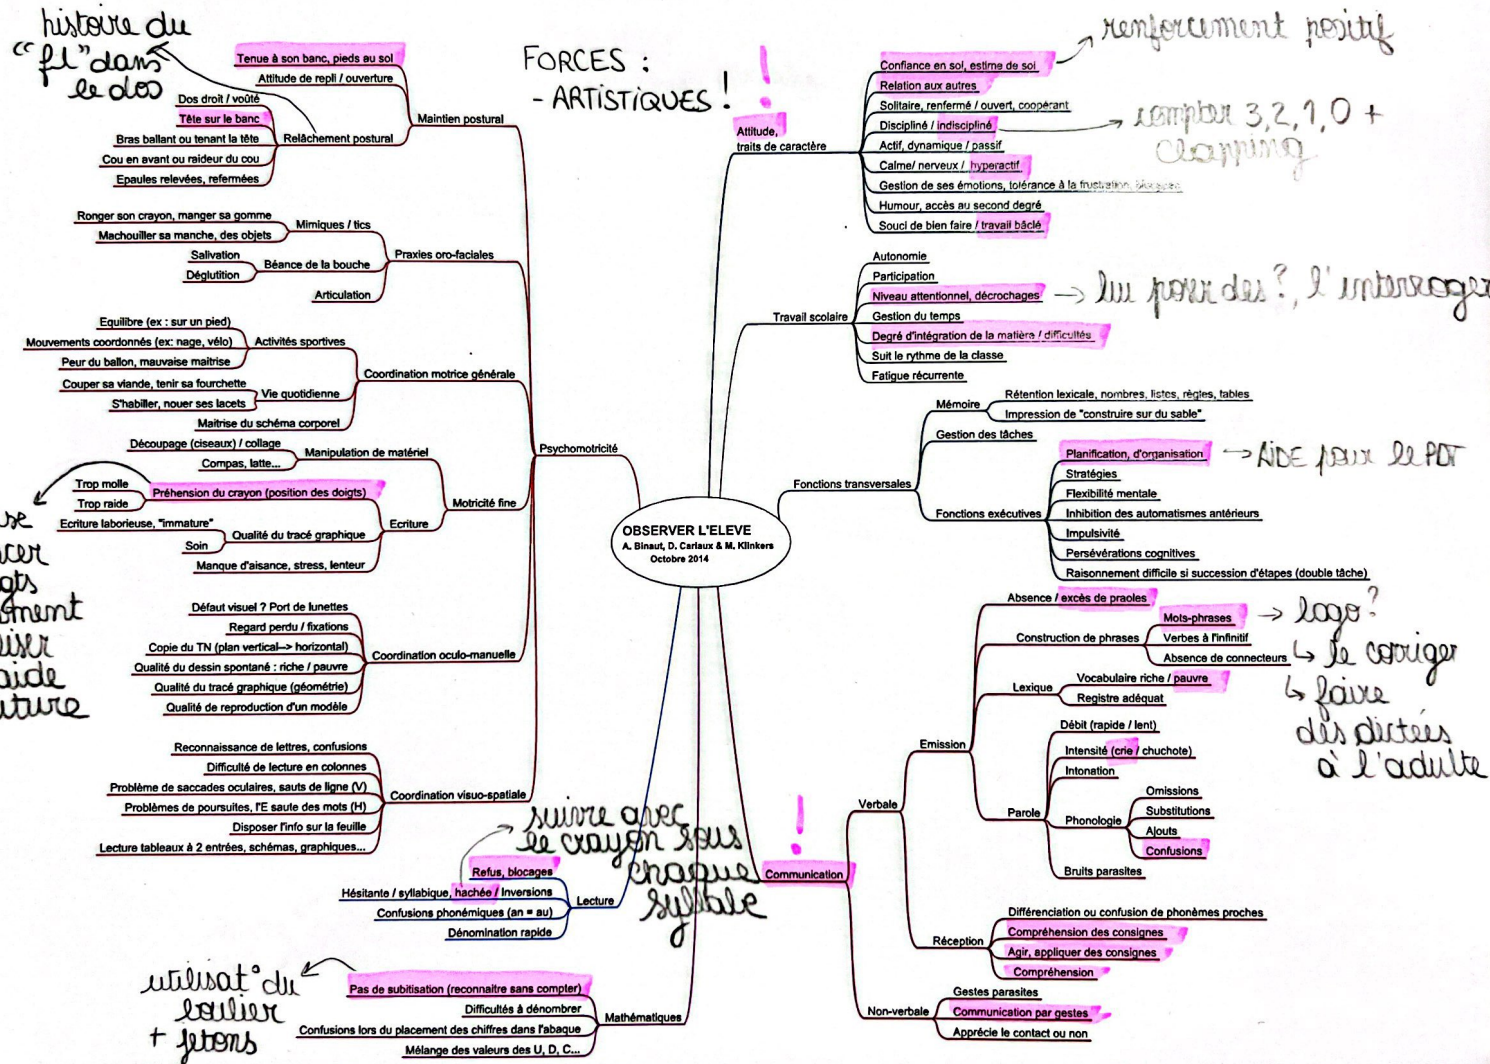 histoire du
"fl" dans
le dos
Tenue à son banc, pieds au sol
Attitude de repli / ouverture
Dos droit / voûté
Tête sur le banc
Bras ballant ou tenant la tête
Cou en avant ou raideur du cou
Epaules relevées, refermées
Relâchement postural
Maintien postural
Ronger son crayon, manger sa gomme
Machouiller sa manche, des objets
Mimiques / tics
Salivation
Déglutition
Béance de la bouche
Articulation
Praxies oro-faciales
Equilibre (ex : sur un pied)
Mouvements coordonnés (ex: nage, vélo)
Peur du ballon, mauvaise maitrise
Activités sportives
Couper sa viande, tenir sa fourchette
S'habiller, nouer ses lacets
Vie quotidienne
Maitrise du schéma corporel
Coordination motrice générale
Découpage (ciseaux) / collage
Compas, latte...
Manipulation de matériel
Trop molle
Trop raide
Préhension du crayon (position des doigts)
Ecriture laborieuse, "immature"
Soin
Qualité du tracé graphique
Manque d'aisance, stress, lenteur
Ecriture
Motricité fine
Défaut visuel ? Port de lunettes
Regard perdu / fixations
Copie du TN (plan vertical--> horizontal)
Qualité du dessin spontané : riche / pauvre
Qualité du tracé graphique (géométrie)
Qualité de reproduction d'un modèle
Coordination oculo-manuelle
Reconnaissance de lettres, confusions
Difficulté de lecture en colonnes
Problème de saccades oculaires, sauts de ligne (V)
Problèmes de poursuites, l'E saute des mots (H)
Disposer l'info sur la feuille
Lecture tableaux à 2 entrées, schémas, graphiques...
Coordination visuo-spatiale
Psychomotricité
suivre avec
le crayon sous
chaque
syllabe
Refus, blocages
Hésitante / syllabique, hachée / Inversions
Confusions phonémiques (an = au)
Dénomination rapide
Lecture
utilisat° du
boulier
+ jetons
Pas de subitisation (reconnaitre sans compter)
Difficultés à dénombrer
Confusions lors du placement des chiffres dans l'abaque
Mélange des valeurs des U, D, C...
Mathématiques
OBSERVER L'ELEVE
A. Binaut, D. Carlaux & M. Klinkers
Octobre 2014
FORCES :
- ARTISTIQUES !
!
Attitude,
traits de caractère
Confiance en soi, estime de soi
renforcement positif
Relation aux autres
Solitaire, renfermé / ouvert, coopérant
Discipliné / indiscipliné
compter 3, 2, 1, 0 +
clapping
Actif, dynamique / passif
Calme/ nerveux / hyperactif
Gestion de ses émotions, tolérance à la frustration, blocages
Humour, accès au second degré
Souci de bien faire / travail bâclé
Travail scolaire
Autonomie
Participation
Niveau attentionnel, décrochages
lui poser des ?, l'interroger
Gestion du temps
Degré d'intégration de la matière / difficultés
Suit le rythme de la classe
Fatigue récurrente
Fonctions transversales
Mémoire
Rétention lexicale, nombres, listes, règles, tables
Impression de "construire sur du sable"
Gestion des tâches
Fonctions exécutives
Planification, d'organisation
AIDE pour le PDT
Stratégies
Flexibilité mentale
Inhibition des automatismes antérieurs
Impulsivité
Persévérations cognitives
Raisonnement difficile si succession d'étapes (double tâche)
!
Communication
Verbale
Emission
Absence / excès de praoles
Construction de phrases
Mots-phrases
Verbes à l'infinitif
Absence de connecteurs
logo?
le corriger
faire
des dictées
à l'adulte
Lexique
Vocabulaire riche / pauvre
Registre adéquat
Parole
Débit (rapide / lent)
Intensité (crie / chuchote)
Intonation
Phonologie
Omissions
Substitutions
Ajouts
Confusions
Bruits parasites
Réception
Différenciation ou confusion de phonèmes proches
Compréhension des consignes
Agir, appliquer des consignes
Compréhension
Non-verbale
Gestes parasites
Communication par gestes
Apprécie le contact ou non